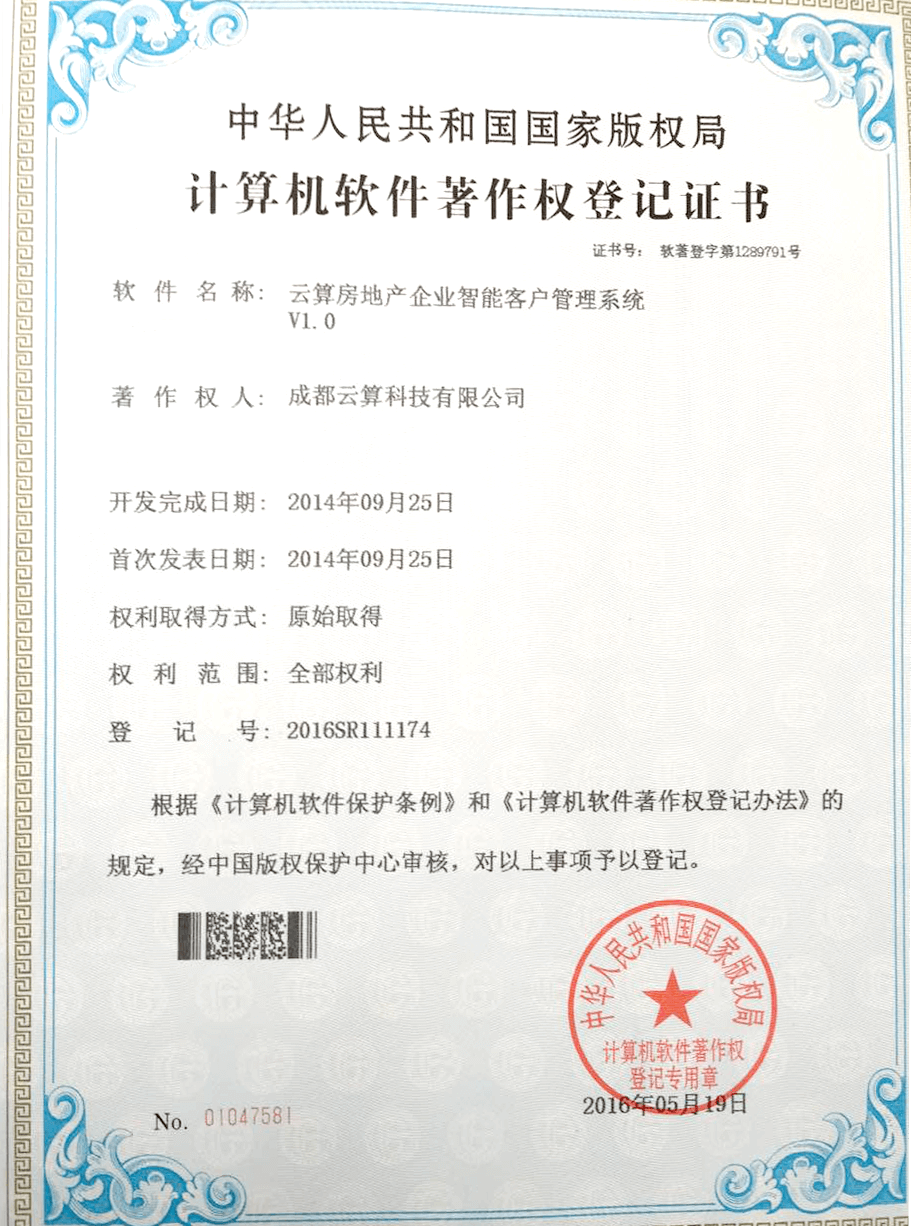 中华人民共和国国家版权局
计算机软件著作权登记证书
证书号： 软著登字第1289791号
软件名称： 云算房地产企业智能客户管理系统
V1.0
著作权人： 成都云算科技有限公司
开发完成日期： 2014年09月25日
首次发表日期： 2014年09月25日
权利取得方式： 原始取得
权利范围： 全部权利
登记号： 2016SR111174
根据《计算机软件保护条例》和《计算机软件著作权登记办法》的
规定，经中国版权保护中心审核，对以上事项予以登记。
中华人民共和国国家版权局
计算机软件著作权
登记专用章
2016年05月19日
No. 01047581